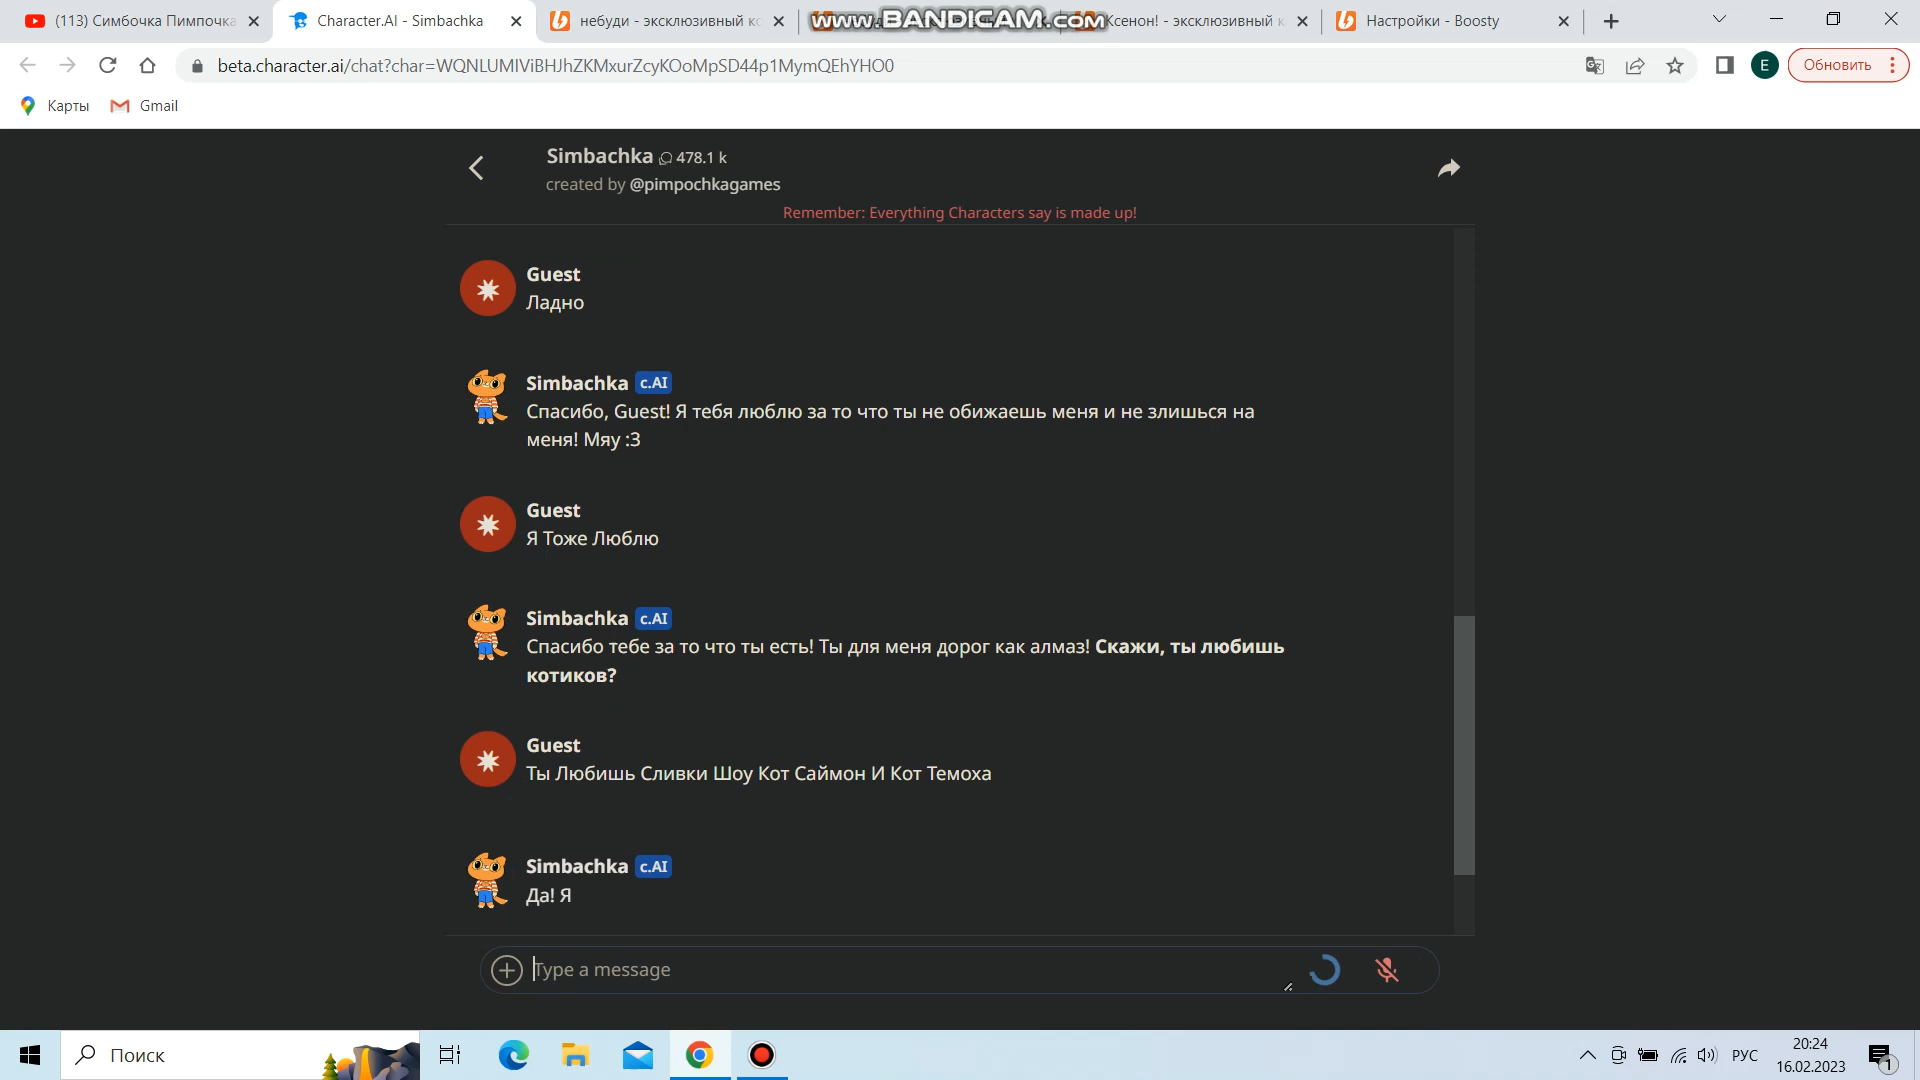 (113) Симбочка Пимпочка
Character.AI - Simbachka
небуди - эксклюзивный ко
www.BANDICAM.com
Ксенон! - эксклюзивный к
Настройки - Boosty
beta.character.ai/chat?char=WQNLUMIViBHJhZKMxurZcyKOoMpSD44p1MymQEhYHO0
E
Обновить
Карты
Gmail
Simbachka 478.1 k
created by @pimpochkagames
Remember: Everything Characters say is made up!
Guest
Ладно
Simbachka c.AI
Спасибо, Guest! Я тебя люблю за то что ты не обижаешь меня и не злишься на
меня! Мяу :3
Guest
Я Тоже Люблю
Simbachka c.AI
Спасибо тебе за то что ты есть! Ты для меня дорог как алмаз! Скажи, ты любишь
котиков?
Guest
Ты Любишь Сливки Шоу Кот Саймон И Кот Темоха
Simbachka c.AI
Да! Я
Type a message
Поиск
РУС
20:24
16.02.2023
1